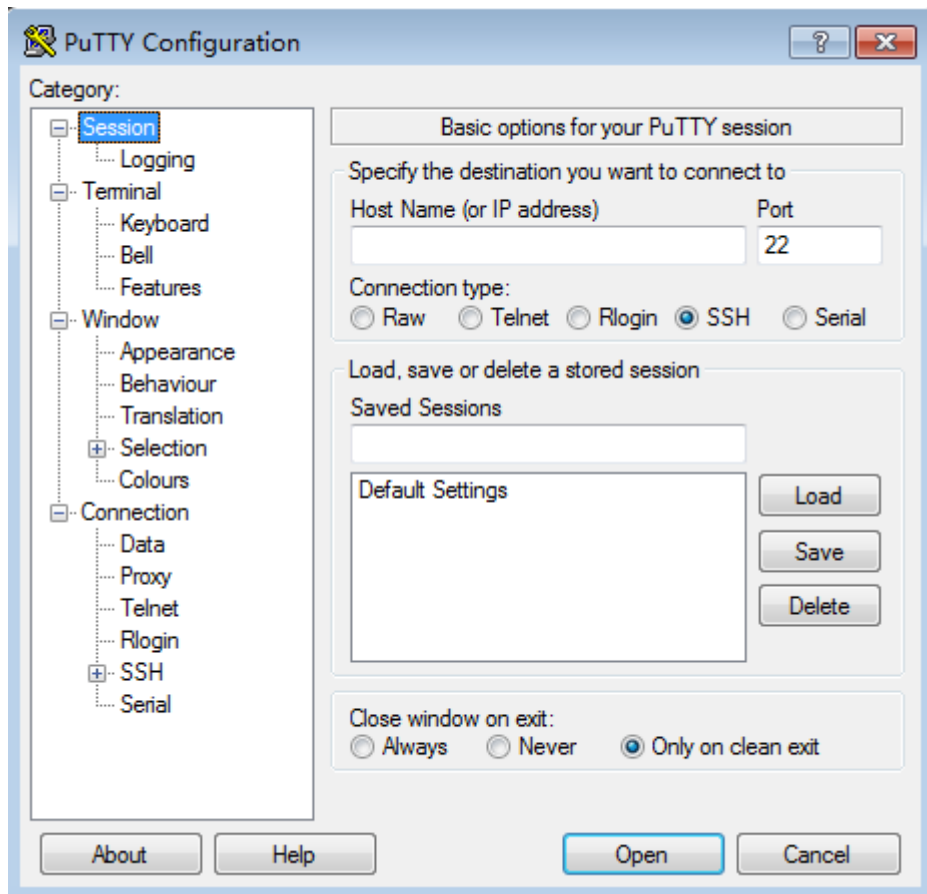 PuTTY Configuration
Category:
Session
Logging
Terminal
Keyboard
Bell
Features
Window
Appearance
Behaviour
Translation
Selection
Colours
Connection
Data
Proxy
Telnet
Rlogin
SSH
Serial
Basic options for your PuTTY session
Specify the destination you want to connect to
Host Name (or IP address) Port
22
Connection type:
Raw Telnet Rlogin SSH Serial
Load, save or delete a stored session
Saved Sessions
Default Settings
Load
Save
Delete
Close window on exit:
Always Never Only on clean exit
About Help Open Cancel